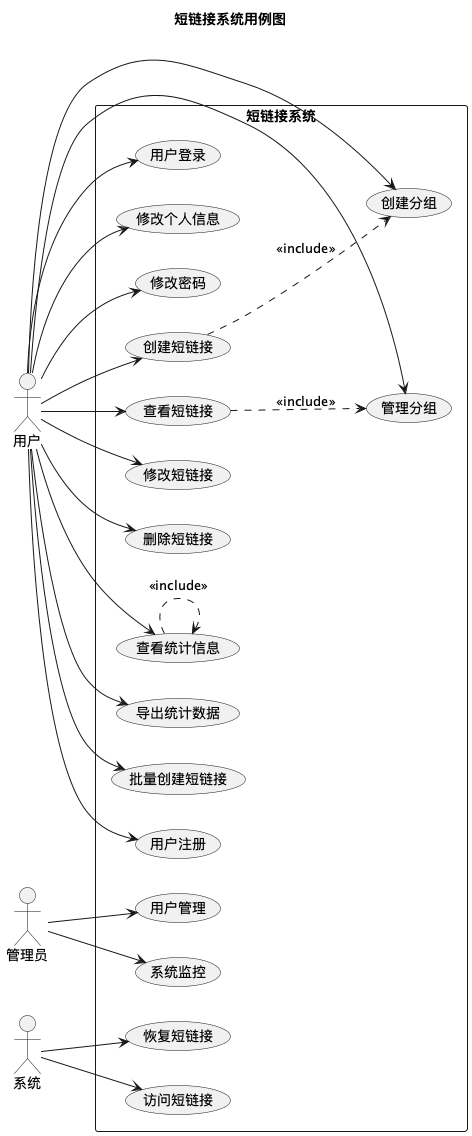 短链接系统用例图
短链接系统
用户登录
创建分组
修改个人信息
«include»
修改密码
创建短链接
«include»
查看短链接
管理分组
用户
修改短链接
删除短链接
«include»
查看统计信息
导出统计数据
批量创建短链接
用户注册
用户管理
管理员
系统监控
恢复短链接
系统
访问短链接